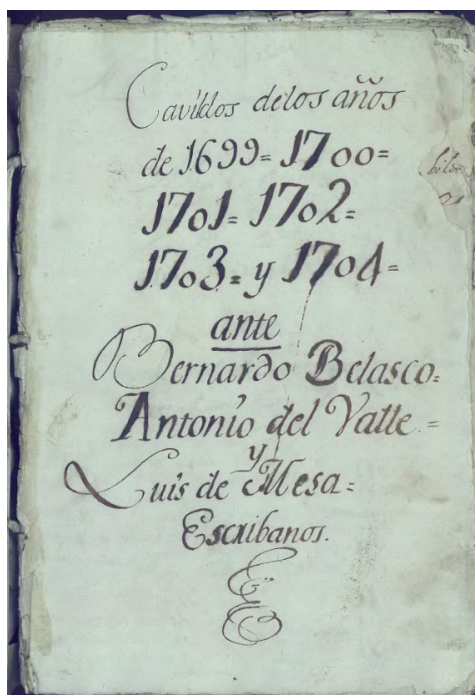 Cavildos delos años
de 1699= 1700=
1701= 1702=
1703= y 1704=
ante
Bernardo Belasco=
Antonio del Valle=
y
Luis de Mesa=
Escribanos.